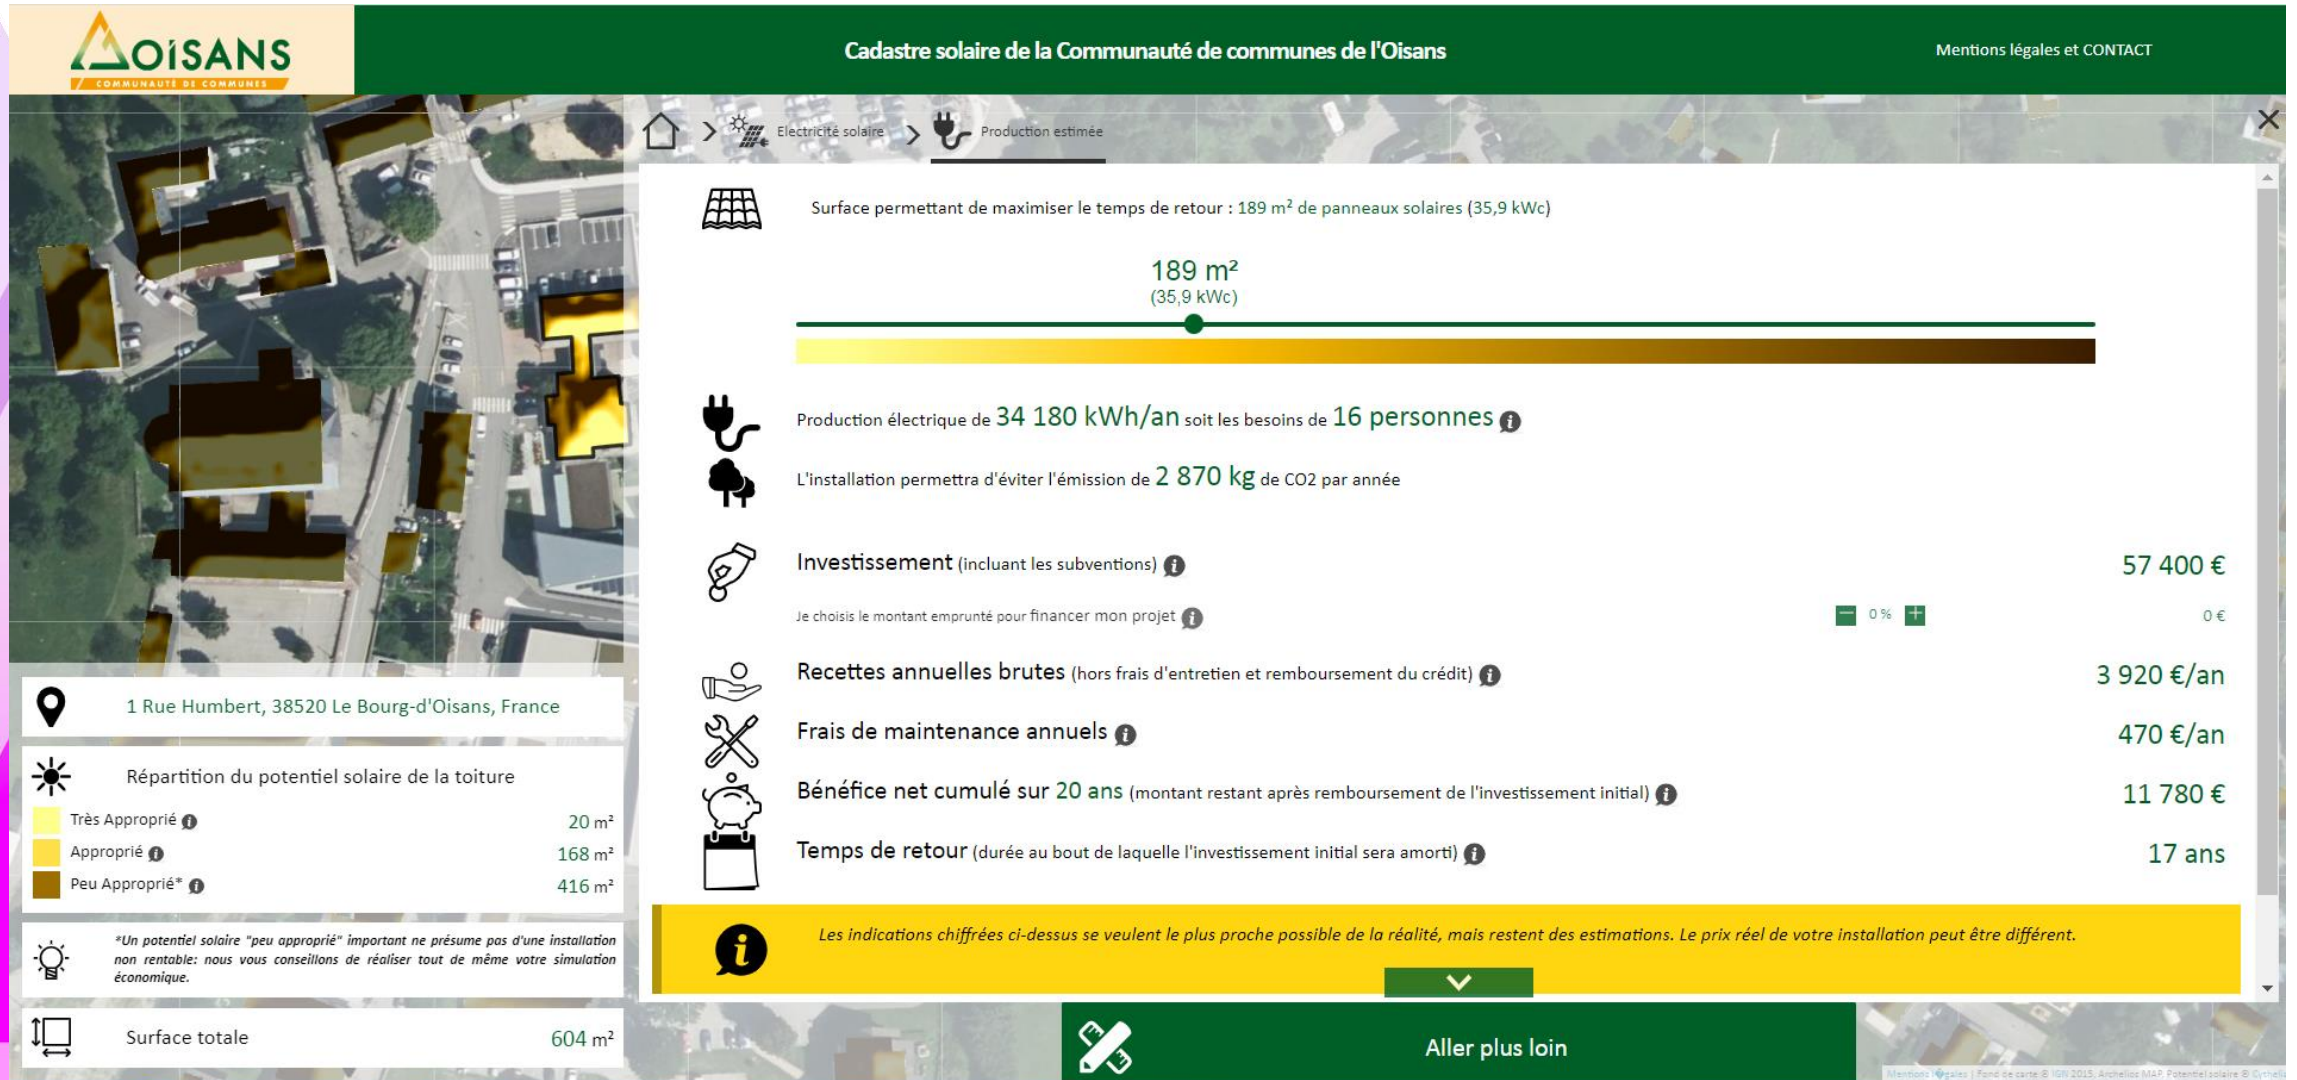 OISANS
COMMUNAUTÉ DE COMMUNES
Cadastre solaire de la Communauté de communes de l'Oisans
Mentions légales et CONTACT
Electricité solaire
Production estimée
Surface permettant de maximiser le temps de retour : 189 m² de panneaux solaires (35,9 kWc)
189 m²
(35,9 kWc)
Production électrique de 34 180 kWh/an soit les besoins de 16 personnes
L'installation permettra d'éviter l'émission de 2 870 kg de CO2 par année
Investissement (incluant les subventions) 57 400 €
Je choisis le montant emprunté pour financer mon projet 0 % 0 €
Recettes annuelles brutes (hors frais d'entretien et remboursement du crédit) 3 920 €/an
Frais de maintenance annuels 470 €/an
Bénéfice net cumulé sur 20 ans (montant restant après remboursement de l'investissement initial) 11 780 €
Temps de retour (durée au bout de laquelle l'investissement initial sera amorti) 17 ans
Les indications chiffrées ci-dessus se veulent le plus proche possible de la réalité, mais restent des estimations. Le prix réel de votre installation peut être différent.
Aller plus loin
1 Rue Humbert, 38520 Le Bourg-d'Oisans, France
Répartition du potentiel solaire de la toiture
Très Approprié 20 m²
Approprié 168 m²
Peu Approprié* 416 m²
*Un potentiel solaire "peu approprié" important ne présume pas d'une installation
non rentable: nous vous conseillons de réaliser tout de même votre simulation
économique.
Surface totale 604 m²
Mentions l�gales | Fond de carte © IGN 2015, Archelios MAP, Potentiel solaire ©